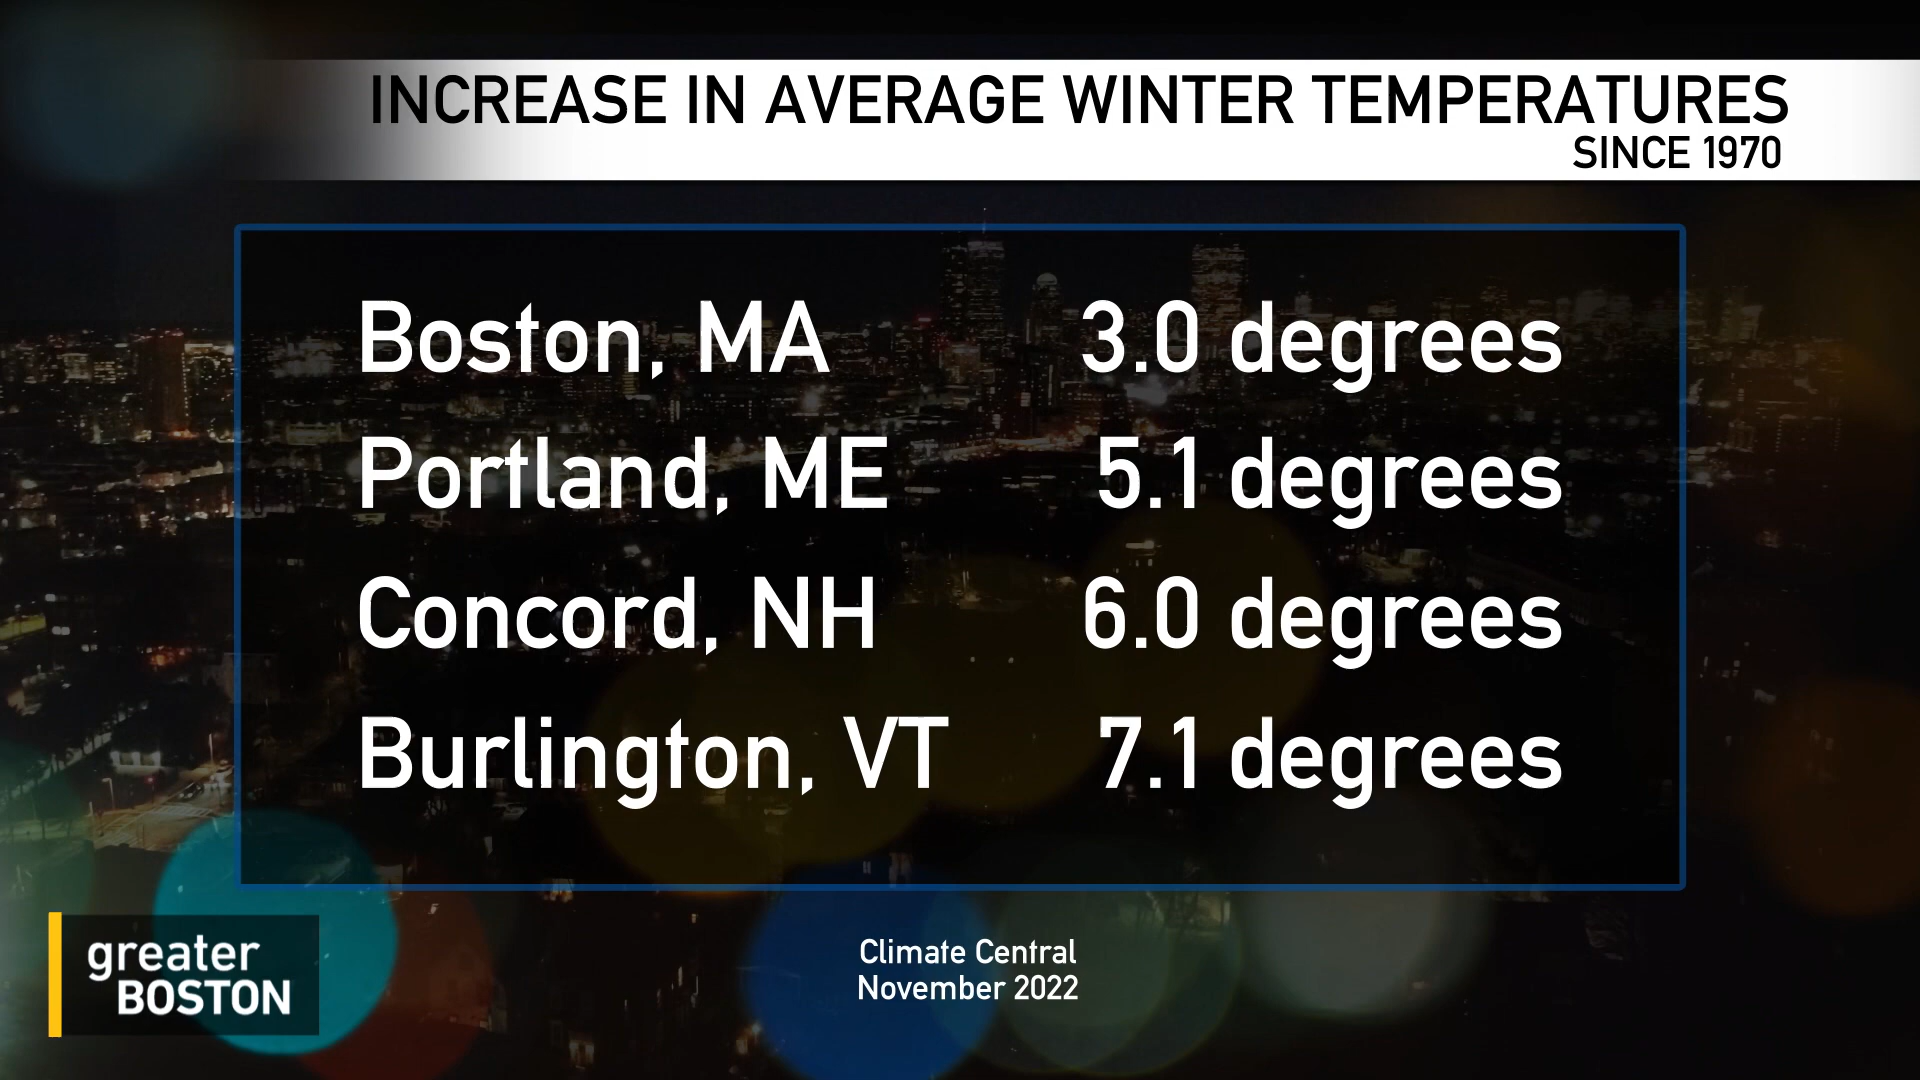 INCREASE IN AVERAGE WINTER TEMPERATURES
SINCE 1970
Boston, MA 3.0 degrees
Portland, ME 5.1 degrees
Concord, NH 6.0 degrees
Burlington, VT 7.1 degrees
Climate Central
November 2022
greater
BOSTON